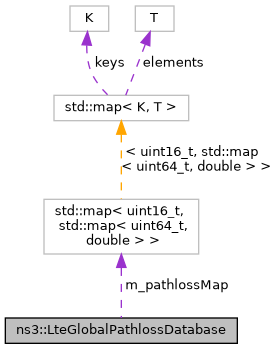 K
T
keys
elements
std::map< K, T >
< uint16_t, std::map
< uint64_t, double > >
std::map< uint16_t,
std::map< uint64_t,
double > >
m_pathlossMap
ns3::LteGlobalPathlossDatabase